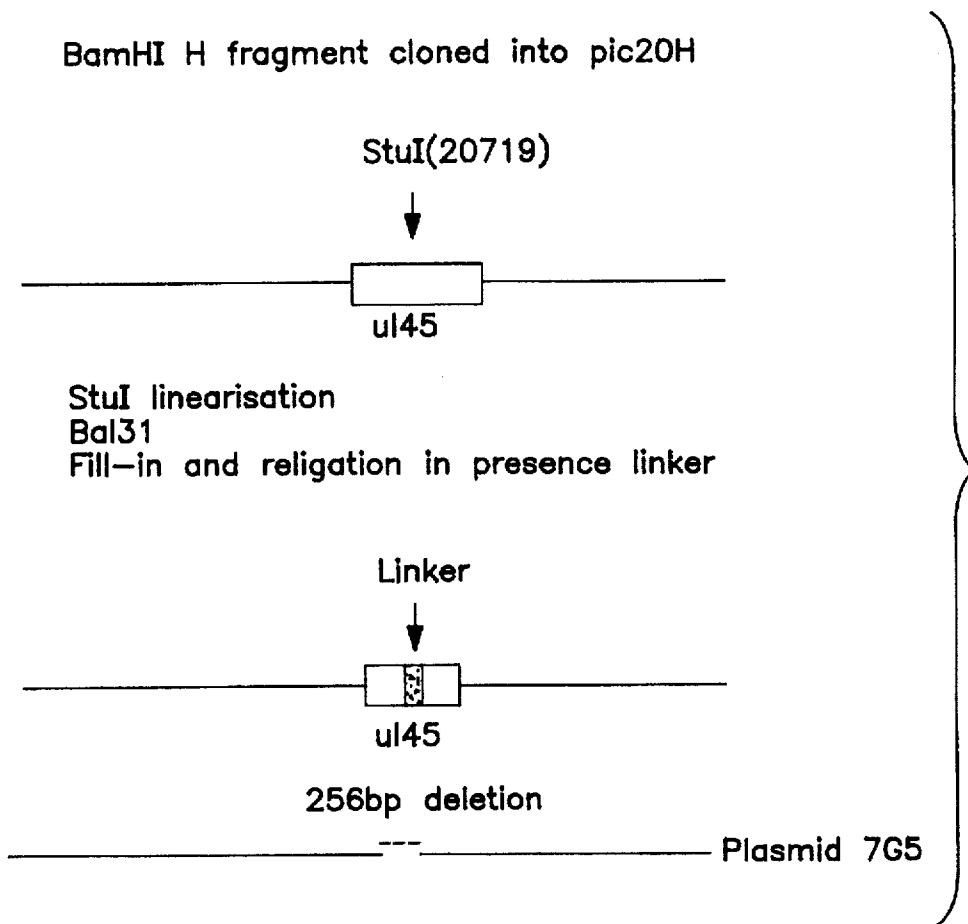 BamHI H fragment cloned into pic20H
StuI(20719)
ul45
StuI linearisation
Bal31
Fill-in and religation in presence linker
Linker
ul45
256bp deletion
Plasmid 7G5